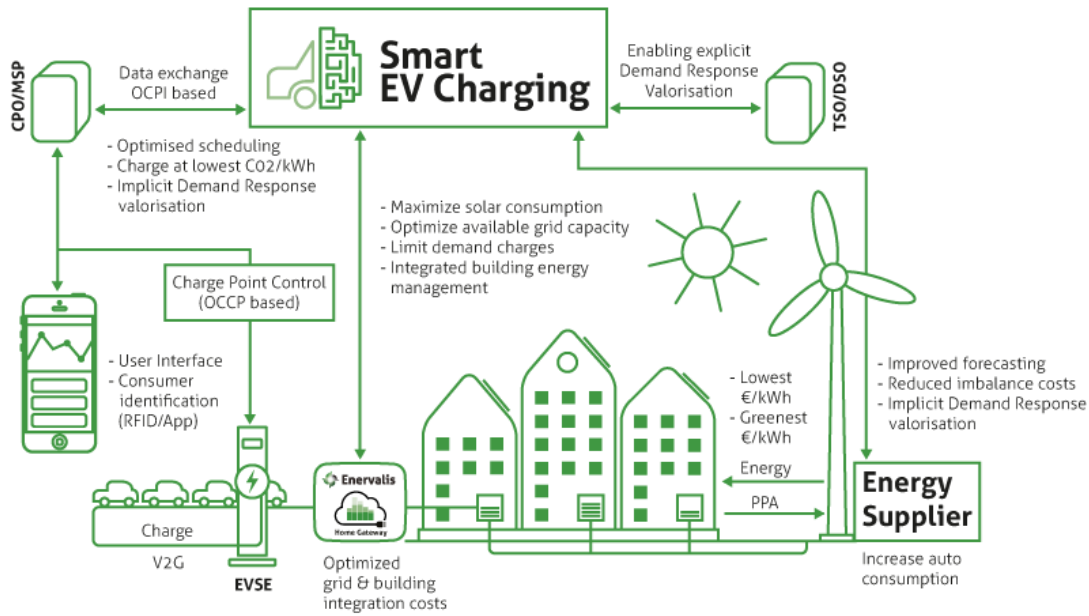 Smart
EV Charging
CPO/MSP
Data exchange
OCPI based
Enabling explicit
Demand Response
Valorisation
TSO/DSO
- Optimised scheduling
- Charge at lowest CO2/kWh
- Implicit Demand Response
valorisation
- Maximize solar consumption
- Optimize available grid capacity
- Limit demand charges
- Integrated building energy
management
Charge Point Control
(OCCP based)
- User Interface
- Consumer
identification
(RFID/App)
- Lowest
€/kWh
- Greenest
€/kWh
- Improved forecasting
- Reduced imbalance costs
- Implicit Demand Response
valorisation
Energy
PPA
Energy
Supplier
Increase auto
consumption
Enervalis
Home Gateway
Charge
V2G
EVSE
Optimized
grid & building
integration costs